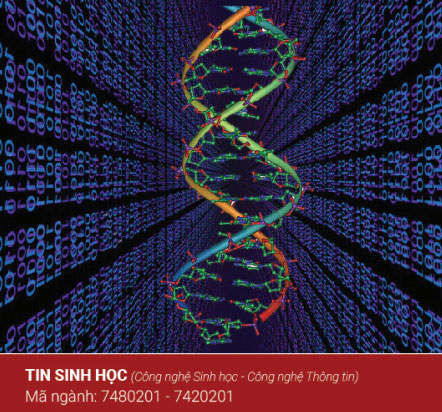 TIN SINH HỌC (Công nghệ Sinh học - Công nghệ Thông tin)
Mã ngành: 7480201 - 7420201